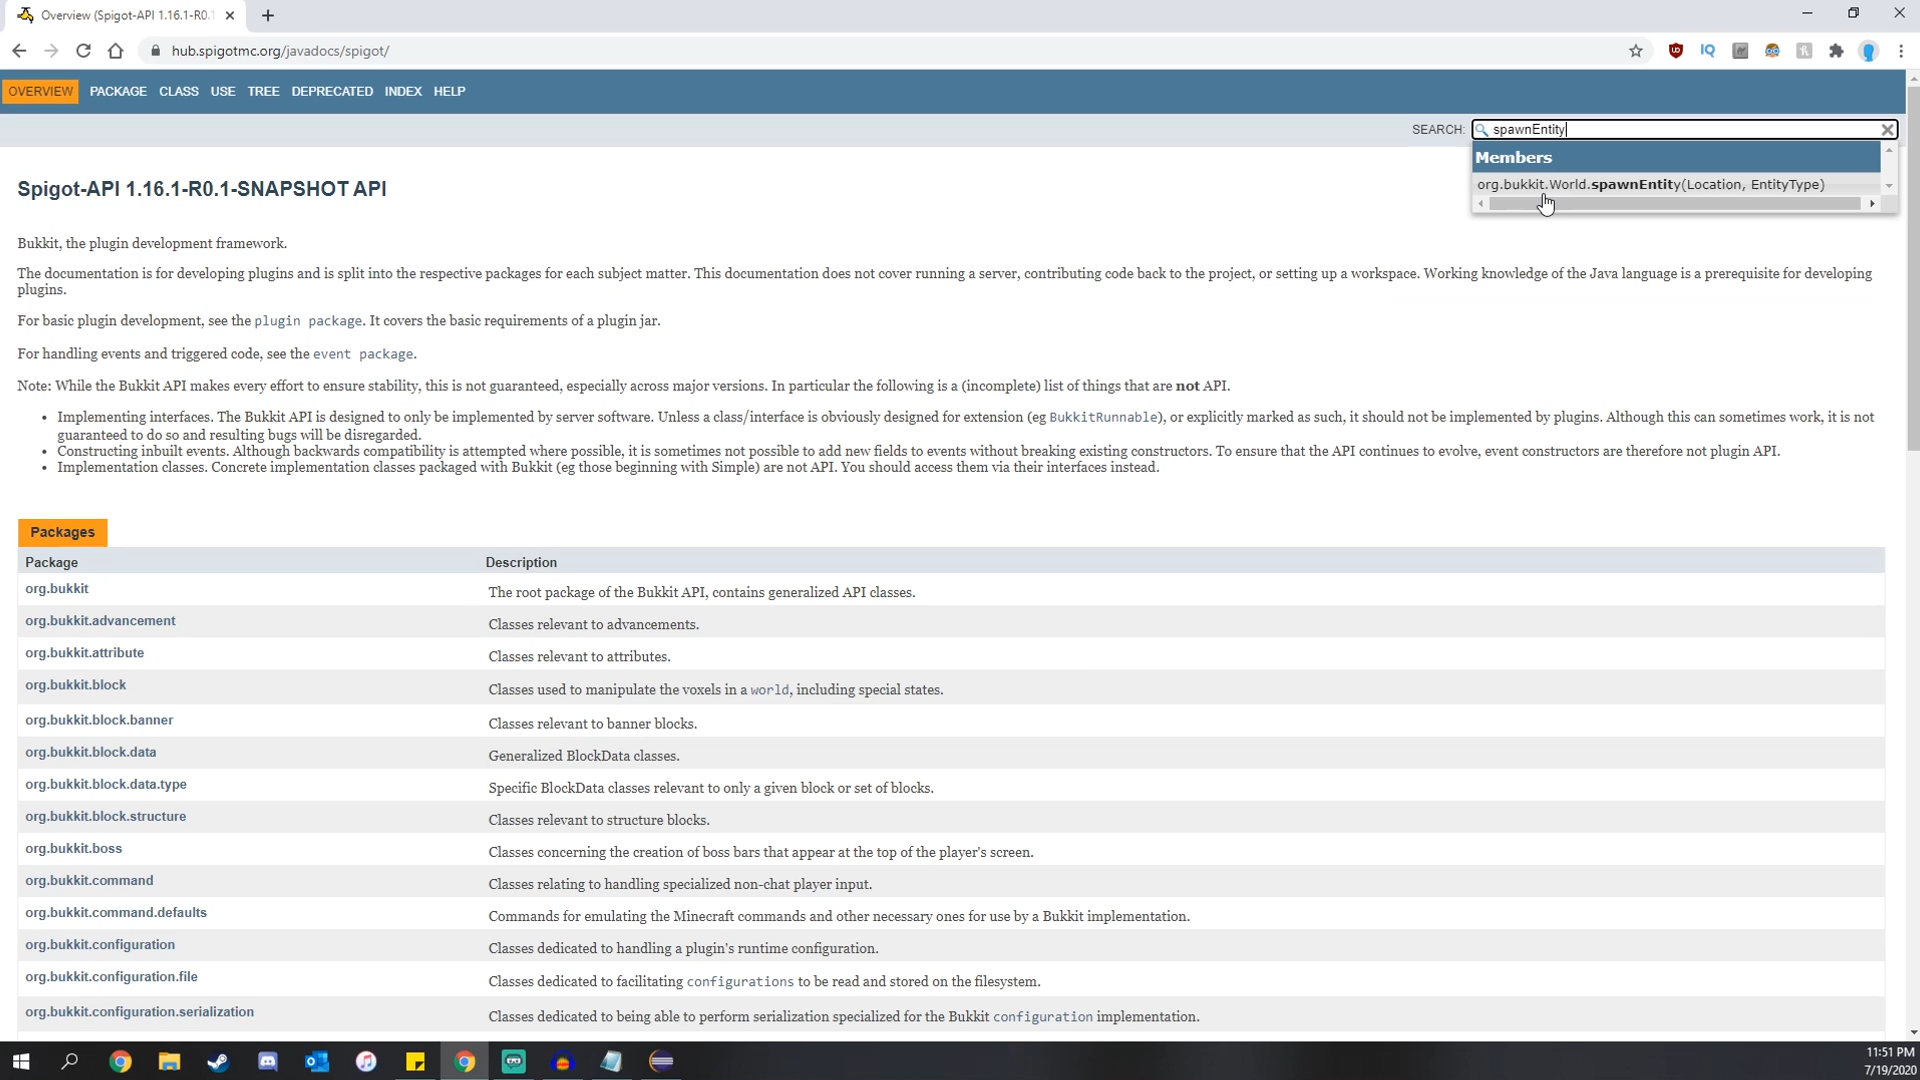 Overview (Spigot-API 1.16.1-R0.1
hub.spigotmc.org/javadocs/spigot/
OVERVIEW PACKAGE CLASS USE TREE DEPRECATED INDEX HELP
SEARCH: spawnEntity
Members
org.bukkit.World.spawnEntity(Location, EntityType)
Spigot-API 1.16.1-R0.1-SNAPSHOT API
Bukkit, the plugin development framework.
The documentation is for developing plugins and is split into the respective packages for each subject matter. This documentation does not cover running a server, contributing code back to the project, or setting up a workspace. Working knowledge of the Java language is a prerequisite for developing
plugins.
For basic plugin development, see the plugin package. It covers the basic requirements of a plugin jar.
For handling events and triggered code, see the event package.
Note: While the Bukkit API makes every effort to ensure stability, this is not guaranteed, especially across major versions. In particular the following is a (incomplete) list of things that are not API.
• Implementing interfaces. The Bukkit API is designed to only be implemented by server software. Unless a class/interface is obviously designed for extension (eg BukkitRunnable), or explicitly marked as such, it should not be implemented by plugins. Although this can sometimes work, it is not
guaranteed to do so and resulting bugs will be disregarded.
• Constructing inbuilt events. Although backwards compatibility is attempted where possible, it is sometimes not possible to add new fields to events without breaking existing constructors. To ensure that the API continues to evolve, event constructors are therefore not plugin API.
• Implementation classes. Concrete implementation classes packaged with Bukkit (eg those beginning with Simple) are not API. You should access them via their interfaces instead.
Packages
Package Description
org.bukkit The root package of the Bukkit API, contains generalized API classes.
org.bukkit.advancement Classes relevant to advancements.
org.bukkit.attribute Classes relevant to attributes.
org.bukkit.block Classes used to manipulate the voxels in a world, including special states.
org.bukkit.block.banner Classes relevant to banner blocks.
org.bukkit.block.data Generalized BlockData classes.
org.bukkit.block.data.type Specific BlockData classes relevant to only a given block or set of blocks.
org.bukkit.block.structure Classes relevant to structure blocks.
org.bukkit.boss Classes concerning the creation of boss bars that appear at the top of the player's screen.
org.bukkit.command Classes relating to handling specialized non-chat player input.
org.bukkit.command.defaults Commands for emulating the Minecraft commands and other necessary ones for use by a Bukkit implementation.
org.bukkit.configuration Classes dedicated to handling a plugin's runtime configuration.
org.bukkit.configuration.file Classes dedicated to facilitating configurations to be read and stored on the filesystem.
org.bukkit.configuration.serialization Classes dedicated to being able to perform serialization specialized for the Bukkit configuration implementation.
11:51 PM
7/19/2020